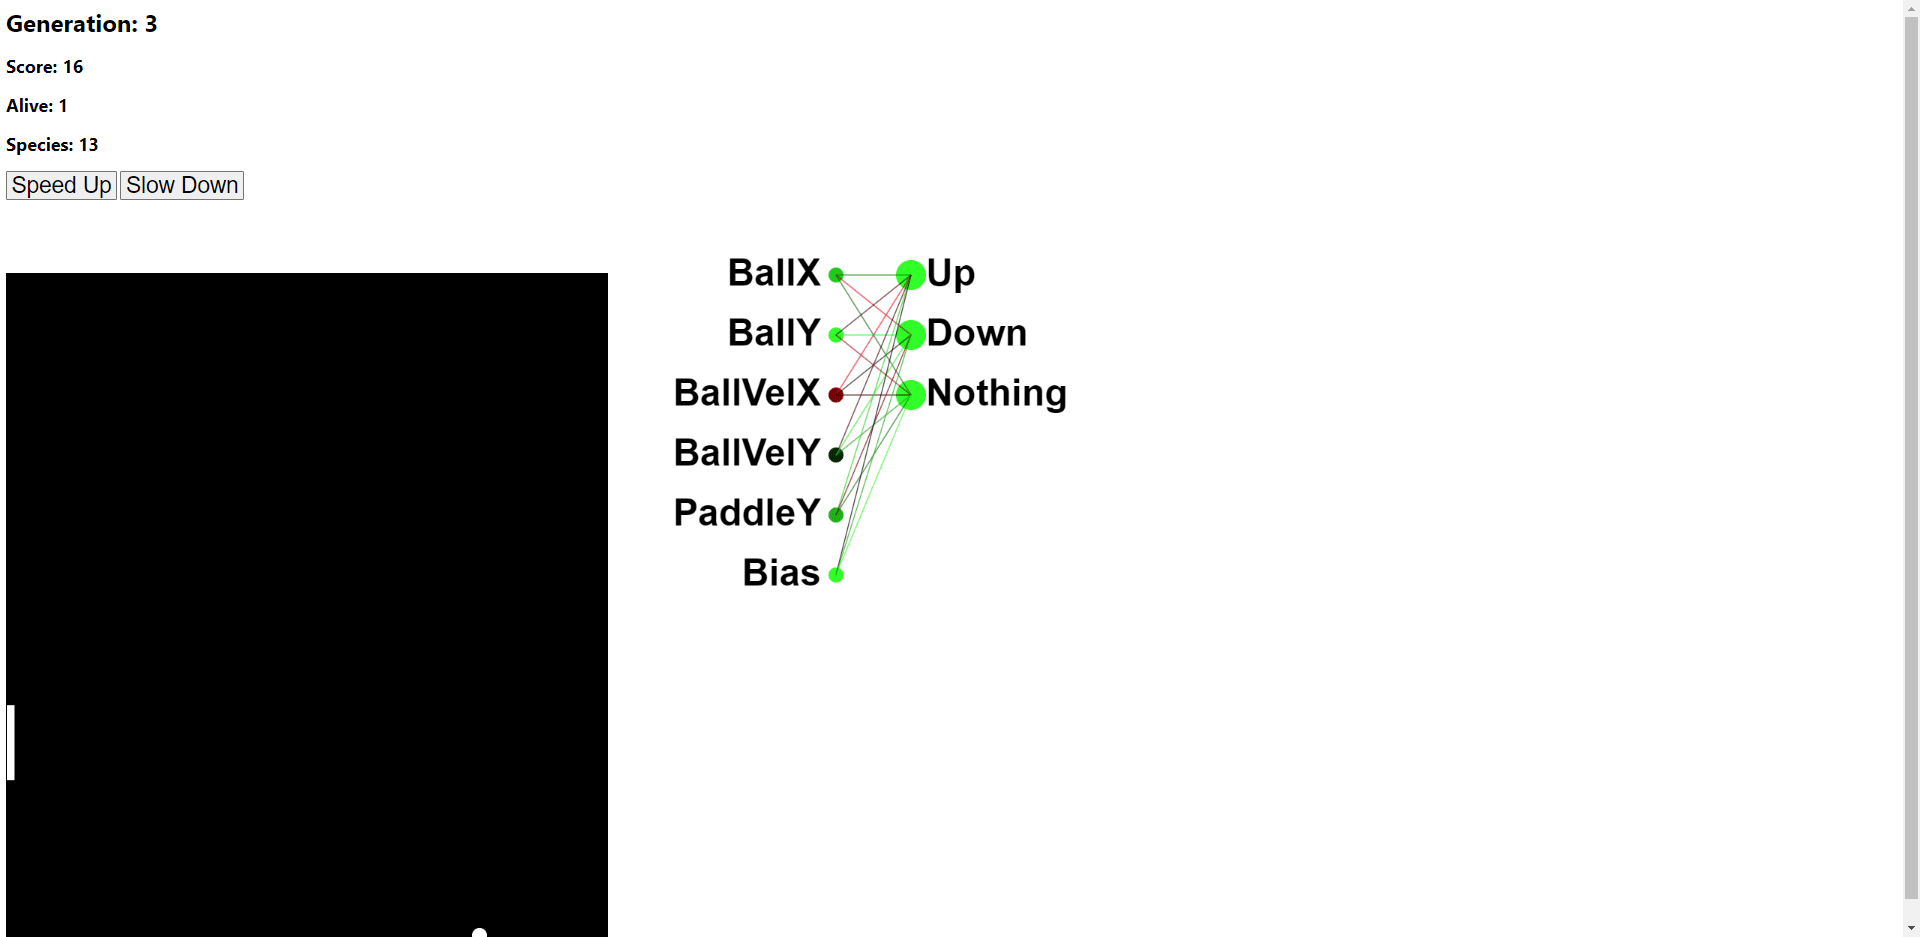 Generation: 3
Score: 16
Alive: 1
Species: 13
Speed Up Slow Down
BallX Up
BallY Down
BallVelX Nothing
BallVelY
PaddleY
Bias